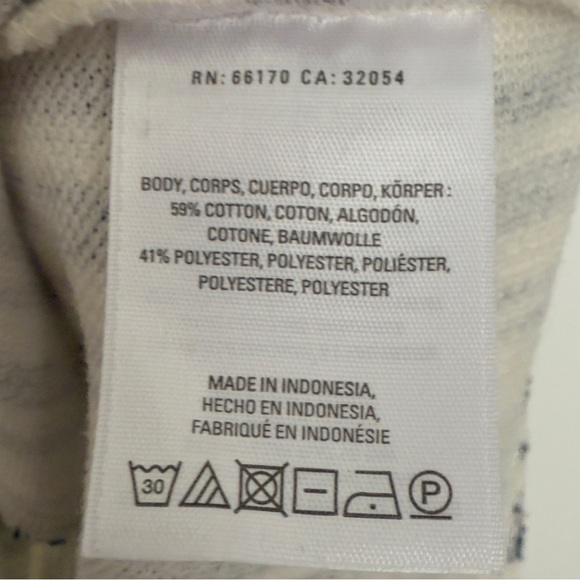 RN: 66170 CA: 32054
BODY, CORPS, CUERPO, CORPO, KÖRPER:
59% COTTON, COTON, ALGODÓN,
COTONE, BAUMWOLLE
41% POLYESTER, POLYESTER, POLIÉSTER,
POLYESTERE, POLYESTER
MADE IN INDONESIA,
HECHO EN INDONESIA,
FABRIQUÉ EN INDONÉSIE
30 P